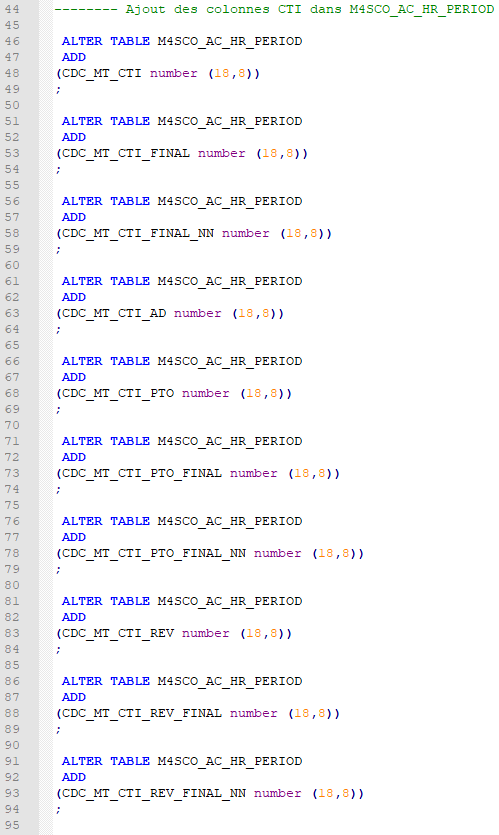 44 -------- Ajout des colonnes CTI dans M4SCO_AC_HR_PERIOD
45
46 ALTER TABLE M4SCO_AC_HR_PERIOD
47 ADD
48 (CDC_MT_CTI number (18,8))
49 ;
50
51 ALTER TABLE M4SCO_AC_HR_PERIOD
52 ADD
53 (CDC_MT_CTI_FINAL number (18,8))
54 ;
55
56 ALTER TABLE M4SCO_AC_HR_PERIOD
57 ADD
58 (CDC_MT_CTI_FINAL_NN number (18,8))
59 ;
60
61 ALTER TABLE M4SCO_AC_HR_PERIOD
62 ADD
63 (CDC_MT_CTI_AD number (18,8))
64 ;
65
66 ALTER TABLE M4SCO_AC_HR_PERIOD
67 ADD
68 (CDC_MT_CTI_PTO number (18,8))
69 ;
70
71 ALTER TABLE M4SCO_AC_HR_PERIOD
72 ADD
73 (CDC_MT_CTI_PTO_FINAL number (18,8))
74 ;
75
76 ALTER TABLE M4SCO_AC_HR_PERIOD
77 ADD
78 (CDC_MT_CTI_PTO_FINAL_NN number (18,8))
79 ;
80
81 ALTER TABLE M4SCO_AC_HR_PERIOD
82 ADD
83 (CDC_MT_CTI_REV number (18,8))
84 ;
85
86 ALTER TABLE M4SCO_AC_HR_PERIOD
87 ADD
88 (CDC_MT_CTI_REV_FINAL number (18,8))
89 ;
90
91 ALTER TABLE M4SCO_AC_HR_PERIOD
92 ADD
93 (CDC_MT_CTI_REV_FINAL_NN number (18,8))
94 ;
95